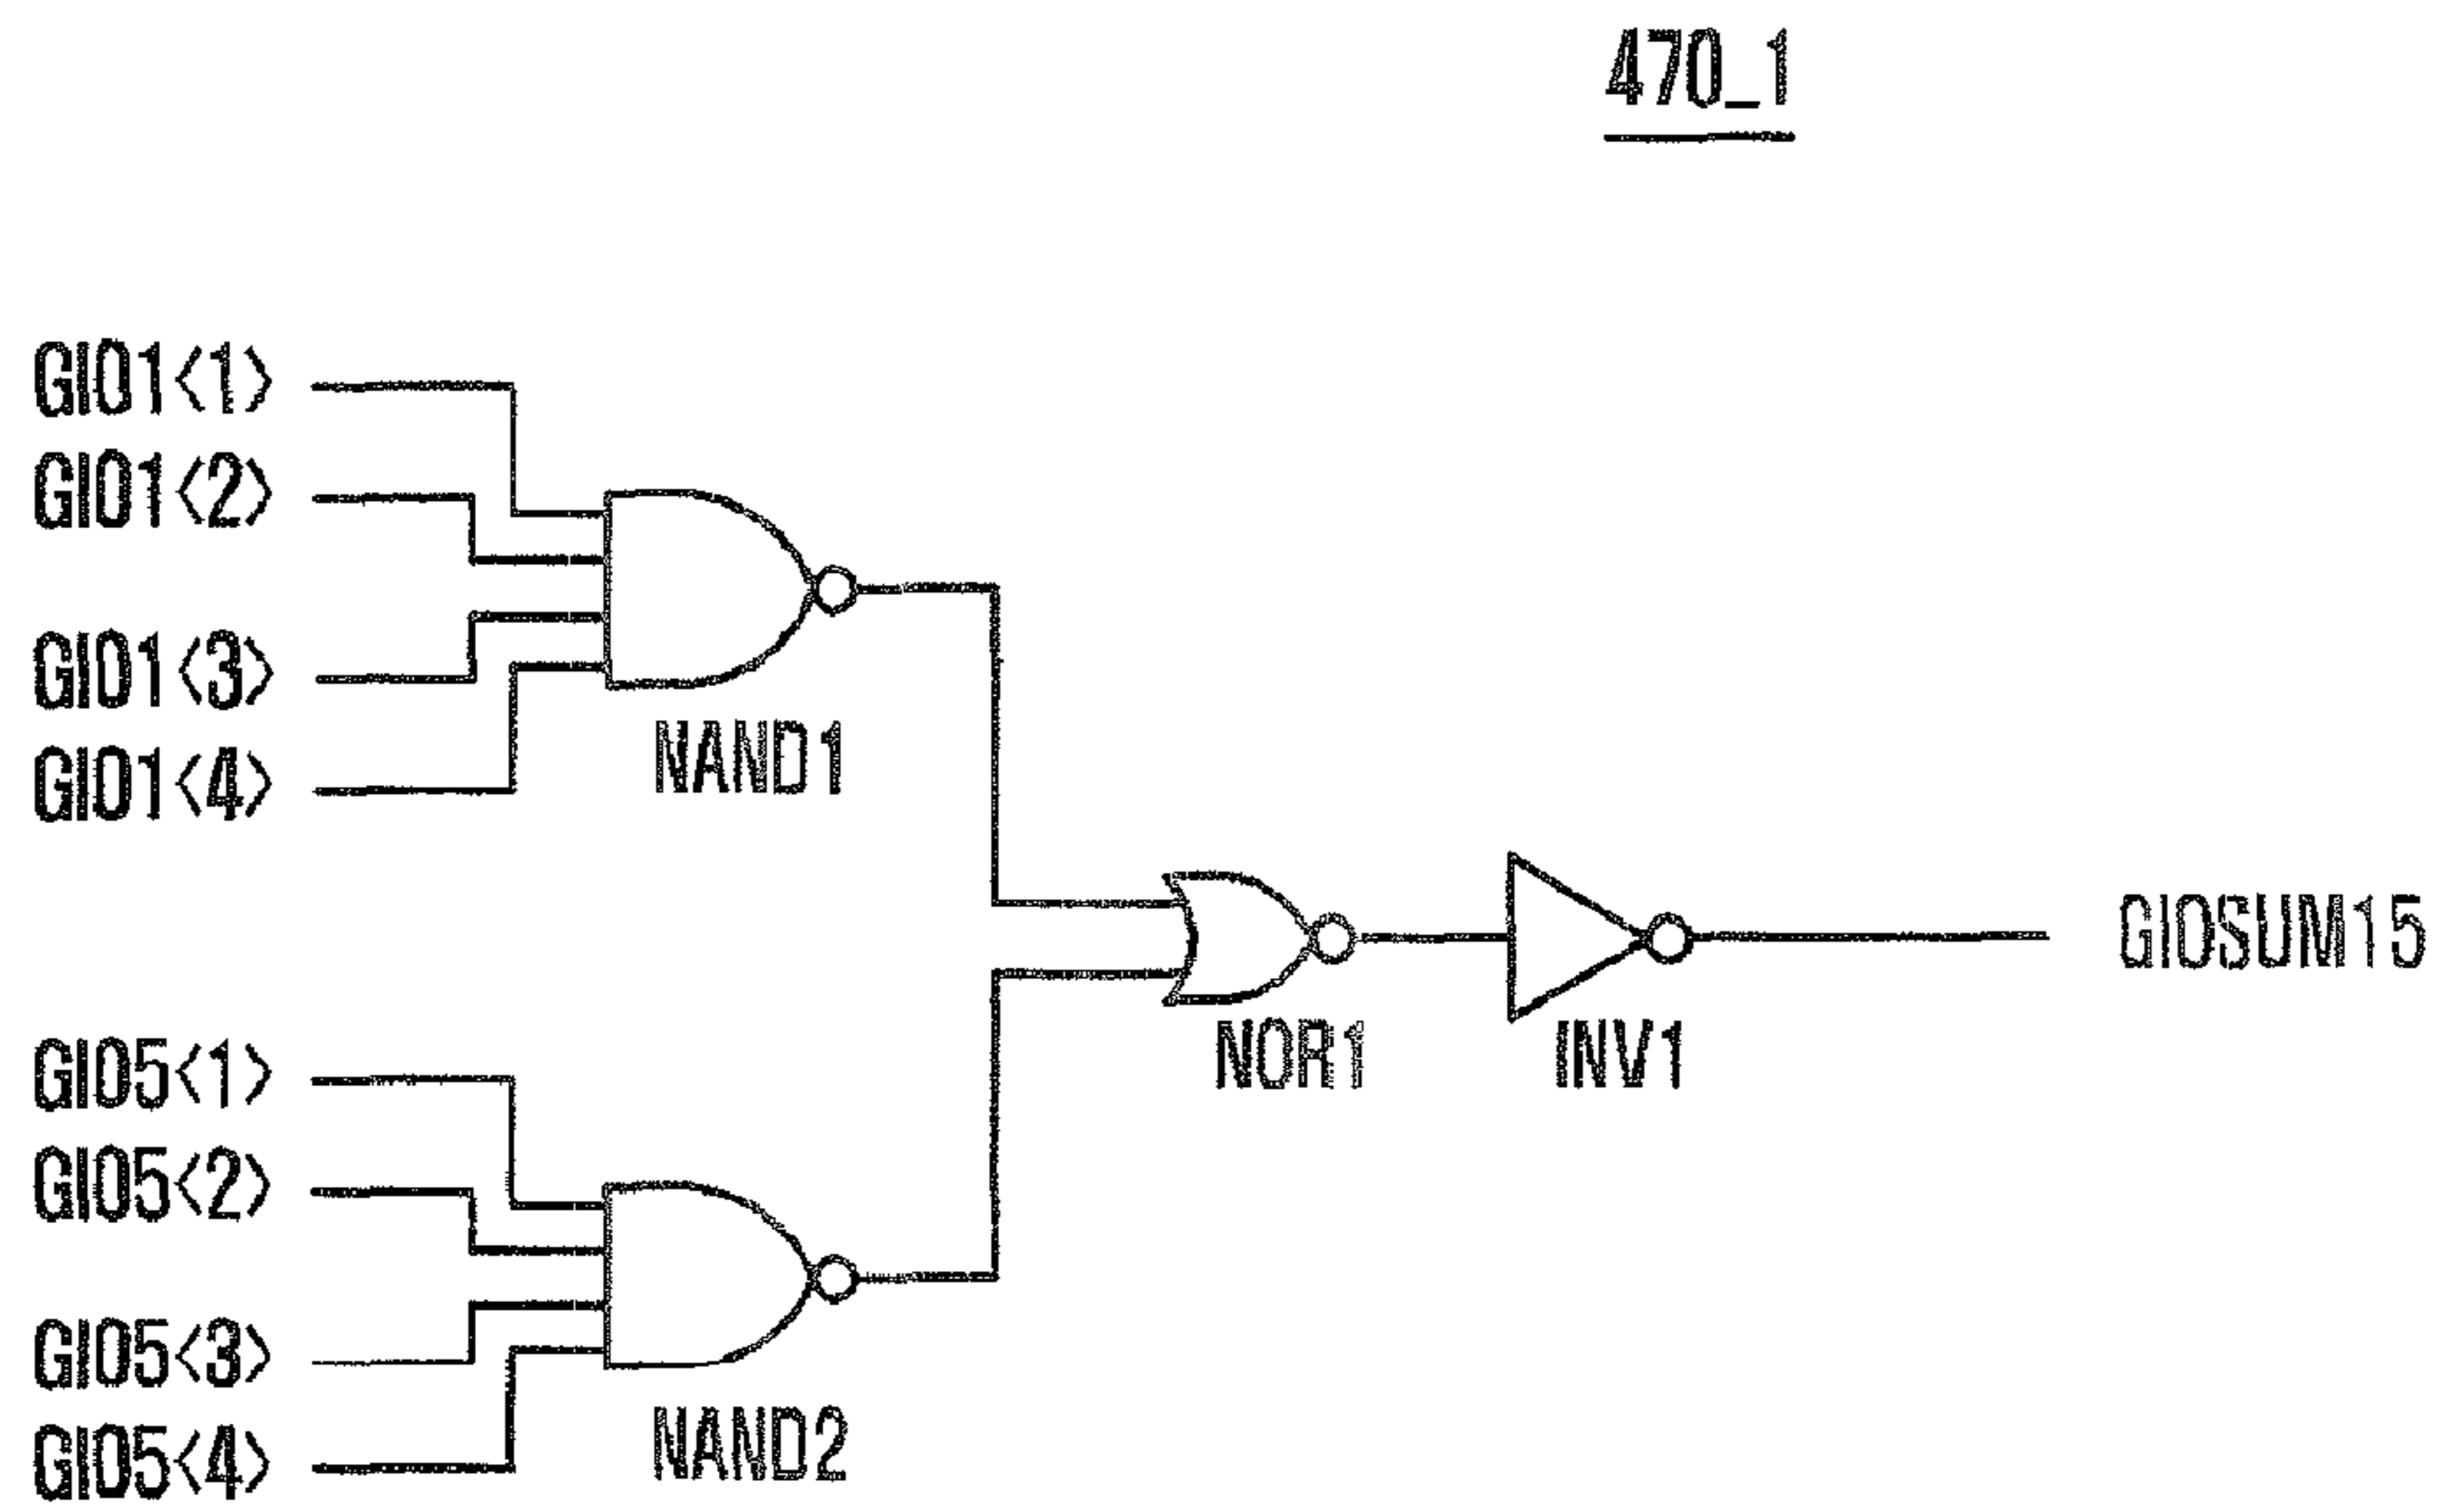 470_1
GIO1<1>
GIO1<2>
GIO1<3>
GIO1<4>
NAND1
GIOSUM15
NOR1
INV1
GIO5<1>
GIO5<2>
GIO5<3>
GIO5<4>
NAND2